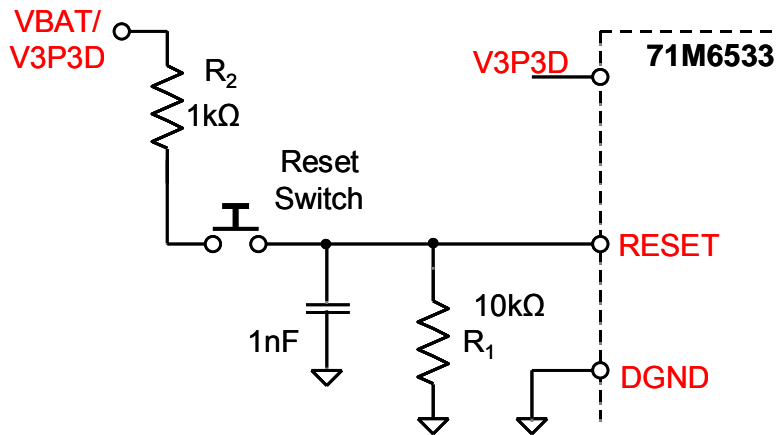 VBAT/
V3P3D
R2
1kΩ
Reset
Switch
V3P3D
71M6533
RESET
1nF
10kΩ
R1
DGND